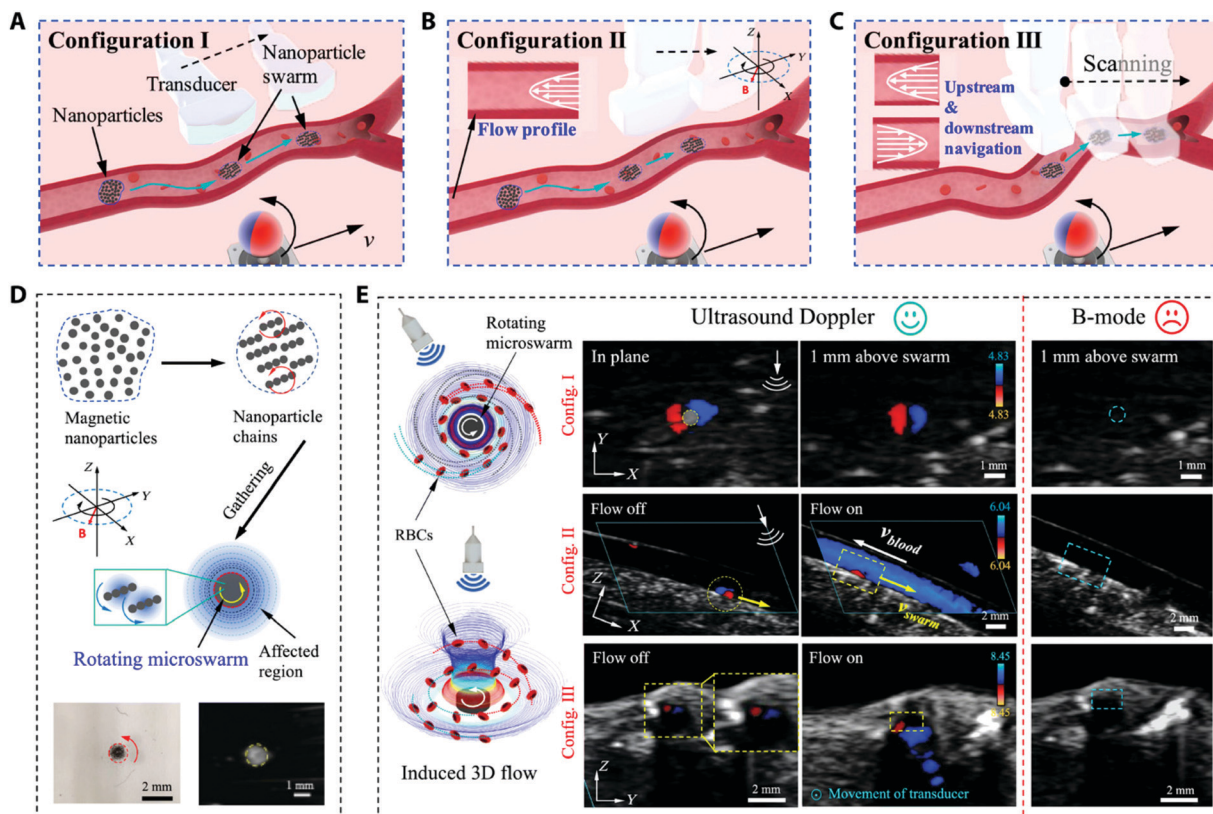 A
Configuration I
Nanoparticle
swarm
Transducer
Nanoparticles
v
B
Configuration II
Flow profile
Z
Y
X
B
C
Configuration III
Scanning
Upstream
&
downstream
navigation
D
Magnetic
nanoparticles
Nanoparticle
chains
Gathering
Z
Y
X
B
Rotating microswarm
Affected
region
2 mm
1 mm
E
Ultrasound Doppler
B-mode
Rotating
microswarm
RBCs
Induced 3D flow
Config. I
In plane
Y
X
1 mm above swarm
4.83
4.83
1 mm
1 mm above swarm
1 mm
Config. II
Flow off
Z
X
Flow on
v blood
v swarm
6.04
6.04
2 mm
2 mm
Config. III
Flow off
Z
Y
2 mm
Flow on
8.45
8.45
Movement of transducer
2 mm